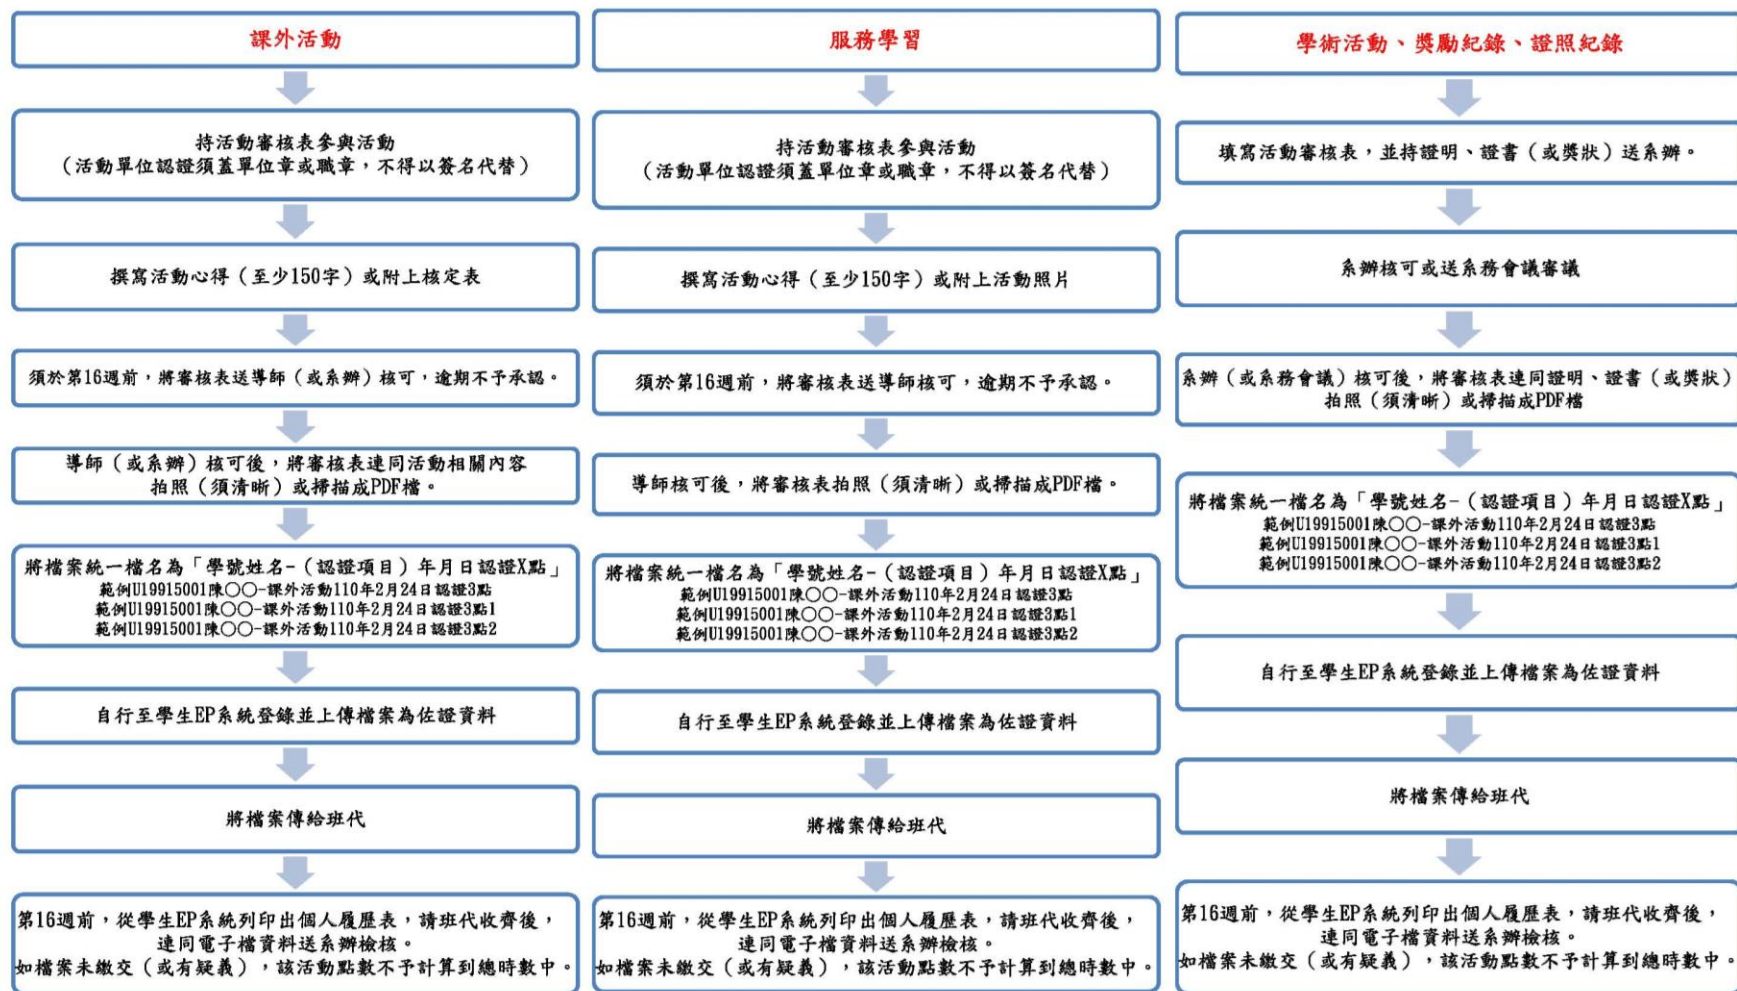 課外活動
持活動審核表參與活動
(活動單位認證須蓋單位章或職章,不得以簽名代替)
撰寫活動心得(至少150字)或附上核定表
須於第16週前,將審核表送導師(或系辦)核可,逾期不予承認。
導師(或系辦)核可後,將審核表連同活動相關內容
拍照(須清晰)或掃描成PDF檔。
將檔案統一檔名為「學號姓名-(認證項目)年月日認證X點」
範例U19915001陳○○-課外活動110年2月24日認證3點
範例U19915001陳○○-課外活動110年2月24日認證3點1
範例U19915001陳○○-課外活動110年2月24日認證3點2
自行至學生EP系統登錄並上傳檔案為佐證資料
將檔案傳給班代
第16週前,從學生EP系統列印出個人履歷表,請班代收齊後,
連同電子檔資料送系辦檢核。
如檔案未繳交(或有疑義),該活動點數不予計算到總時數中。
服務學習
持活動審核表參與活動
(活動單位認證須蓋單位章或職章,不得以簽名代替)
撰寫活動心得(至少150字)或附上活動照片
須於第16週前,將審核表送導師核可,逾期不予承認。
導師核可後,將審核表拍照(須清晰)或掃描成PDF檔。
將檔案統一檔名為「學號姓名-(認證項目)年月日認證X點」
範例U19915001陳○○-課外活動110年2月24日認證3點
範例U19915001陳○○-課外活動110年2月24日認證3點1
範例U19915001陳○○-課外活動110年2月24日認證3點2
自行至學生EP系統登錄並上傳檔案為佐證資料
將檔案傳給班代
第16週前,從學生EP系統列印出個人履歷表,請班代收齊後,
連同電子檔資料送系辦檢核。
如檔案未繳交(或有疑義),該活動點數不予計算到總時數中。
學術活動、獎勵紀錄、證照紀錄
填寫活動審核表,並持證明、證書(或獎狀)送系辦。
系辦核可或送系務會議審議
系辦(或系務會議)核可後,將審核表連同證明、證書(或獎狀)
拍照(須清晰)或掃描成PDF檔
將檔案統一檔名為「學號姓名-(認證項目)年月日認證X點」
範例U19915001陳○○-課外活動110年2月24日認證3點
範例U19915001陳○○-課外活動110年2月24日認證3點1
範例U19915001陳○○-課外活動110年2月24日認證3點2
自行至學生EP系統登錄並上傳檔案為佐證資料
將檔案傳給班代
第16週前,從學生EP系統列印出個人履歷表,請班代收齊後,
連同電子檔資料送系辦檢核。
如檔案未繳交(或有疑義),該活動點數不予計算到總時數中。